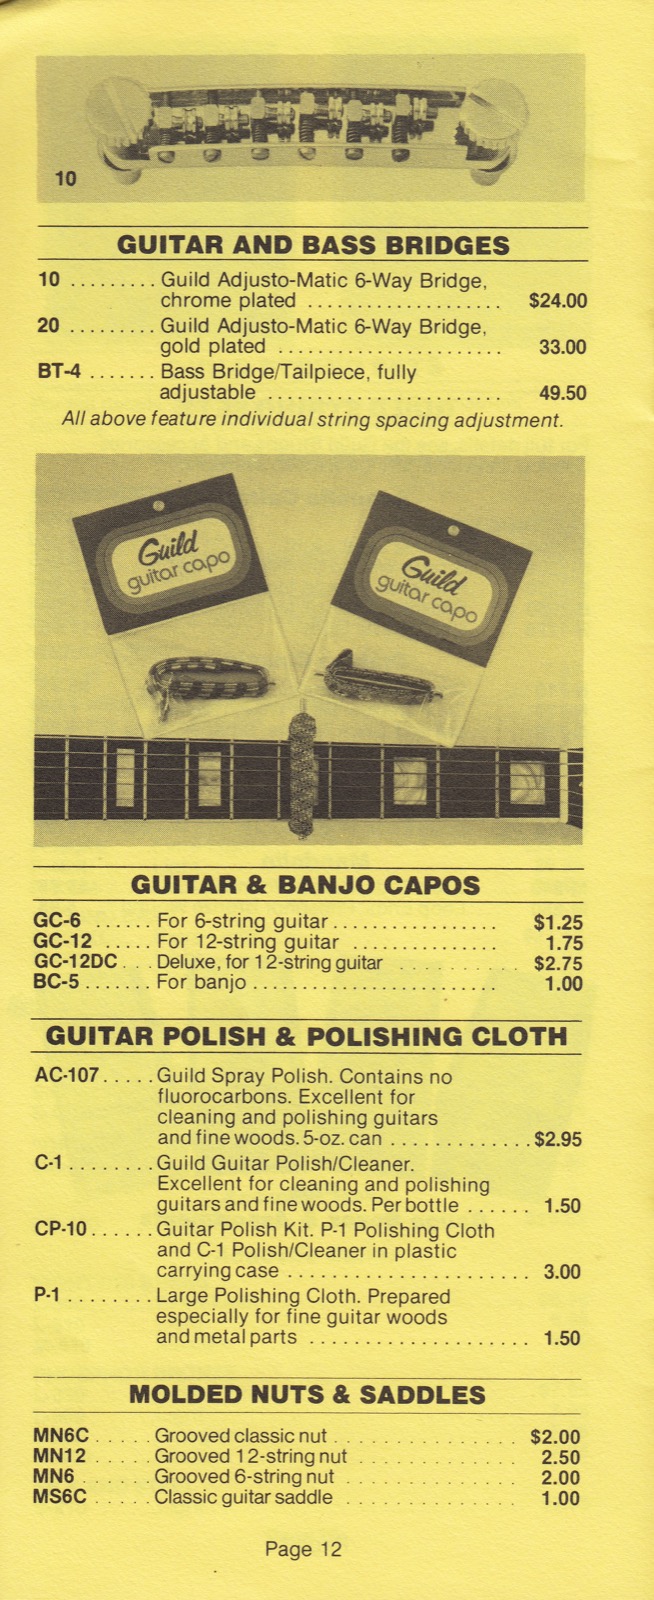 10
GUITAR AND BASS BRIDGES
10 ......... Guild Adjusto-Matic 6-Way Bridge,
chrome plated .................... $24.00
20 ......... Guild Adjusto-Matic 6-Way Bridge,
gold plated ....................... 33.00
BT-4 ....... Bass Bridge/Tailpiece, fully
adjustable ........................ 49.50
All above feature individual string spacing adjustment.
Guild
guitar capo
Guild
guitar capo
GUITAR & BANJO CAPOS
GC-6 ...... For 6-string guitar ................. $1.25
GC-12 ..... For 12-string guitar ............... 1.75
GC-12DC ... Deluxe, for 12-string guitar .......... $2.75
BC-5 ....... For banjo ......................... 1.00
GUITAR POLISH & POLISHING CLOTH
AC-107 ..... Guild Spray Polish. Contains no
fluorocarbons. Excellent for
cleaning and polishing guitars
and fine woods. 5-oz. can ............. $2.95
C-1 ........ Guild Guitar Polish/Cleaner.
Excellent for cleaning and polishing
guitars and fine woods. Per bottle ...... 1.50
CP-10 ...... Guitar Polish Kit. P-1 Polishing Cloth
and C-1 Polish/Cleaner in plastic
carrying case ........................ 3.00
P-1 ........ Large Polishing Cloth. Prepared
especially for fine guitar woods
and metal parts ...................... 1.50
MOLDED NUTS & SADDLES
MN6C ..... Grooved classic nut ................ $2.00
MN12 ..... Grooved 12-string nut .............. 2.50
MN6 ...... Grooved 6-string nut ............... 2.00
MS6C ..... Classic guitar saddle ............... 1.00
Page 12